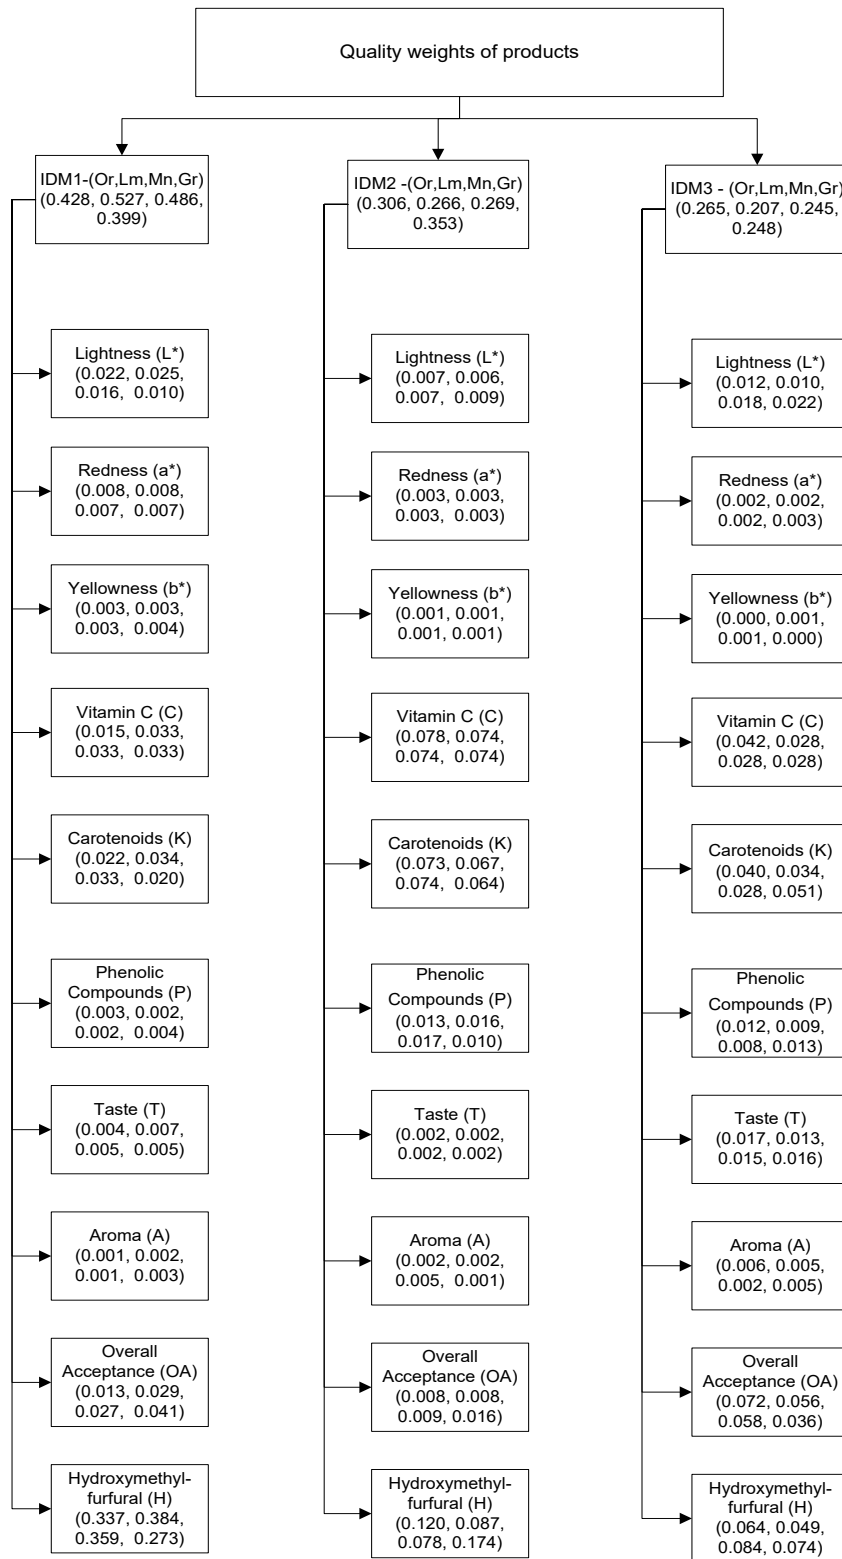 Quality weights of products
IDM1-(Or,Lm,Mn,Gr)
(0.428, 0.527, 0.486,
0.399)
Lightness (L*)
(0.022, 0.025,
0.016, 0.010)
Redness (a*)
(0.008, 0.008,
0.007, 0.007)
Yellowness (b*)
(0.003, 0.003,
0.003, 0.004)
Vitamin C (C)
(0.015, 0.033,
0.033, 0.033)
Carotenoids (K)
(0.022, 0.034,
0.033, 0.020)
Phenolic
Compounds (P)
(0.003, 0.002,
0.002, 0.004)
Taste (T)
(0.004, 0.007,
0.005, 0.005)
Aroma (A)
(0.001, 0.002,
0.001, 0.003)
Overall
Acceptance (OA)
(0.013, 0.029,
0.027, 0.041)
Hydroxymethyl-
furfural (H)
(0.337, 0.384,
0.359, 0.273)
IDM2 -(Or,Lm,Mn,Gr)
(0.306, 0.266, 0.269,
0.353)
Lightness (L*)
(0.007, 0.006,
0.007, 0.009)
Redness (a*)
(0.003, 0.003,
0.003, 0.003)
Yellowness (b*)
(0.001, 0.001,
0.001, 0.001)
Vitamin C (C)
(0.078, 0.074,
0.074, 0.074)
Carotenoids (K)
(0.073, 0.067,
0.074, 0.064)
Phenolic
Compounds (P)
(0.013, 0.016,
0.017, 0.010)
Taste (T)
(0.002, 0.002,
0.002, 0.002)
Aroma (A)
(0.002, 0.002,
0.005, 0.001)
Overall
Acceptance (OA)
(0.008, 0.008,
0.009, 0.016)
Hydroxymethyl-
furfural (H)
(0.120, 0.087,
0.078, 0.174)
IDM3 - (Or,Lm,Mn,Gr)
(0.265, 0.207, 0.245,
0.248)
Lightness (L*)
(0.012, 0.010,
0.018, 0.022)
Redness (a*)
(0.002, 0.002,
0.002, 0.003)
Yellowness (b*)
(0.000, 0.001,
0.001, 0.000)
Vitamin C (C)
(0.042, 0.028,
0.028, 0.028)
Carotenoids (K)
(0.040, 0.034,
0.028, 0.051)
Phenolic
Compounds (P)
(0.012, 0.009,
0.008, 0.013)
Taste (T)
(0.017, 0.013,
0.015, 0.016)
Aroma (A)
(0.006, 0.005,
0.002, 0.005)
Overall
Acceptance (OA)
(0.072, 0.056,
0.058, 0.036)
Hydroxymethyl-
furfural (H)
(0.064, 0.049,
0.084, 0.074)